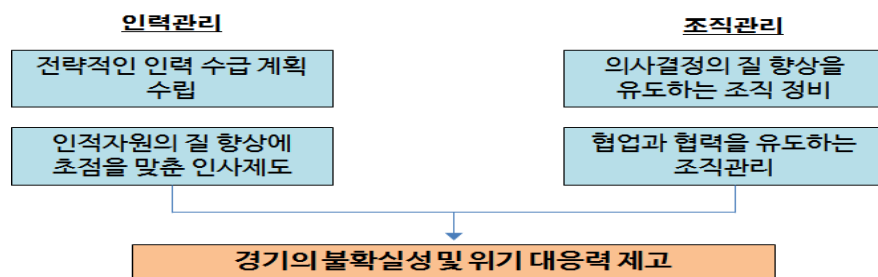 인력관리
전략적인 인력 수급 계획
수립
인적자원의 질 향상에
초점을 맞춘 인사제도
조직관리
의사결정의 질 향상을
유도하는 조직 정비
협업과 협력을 유도하는
조직관리
경기의 불확실성 및 위기 대응력 제고